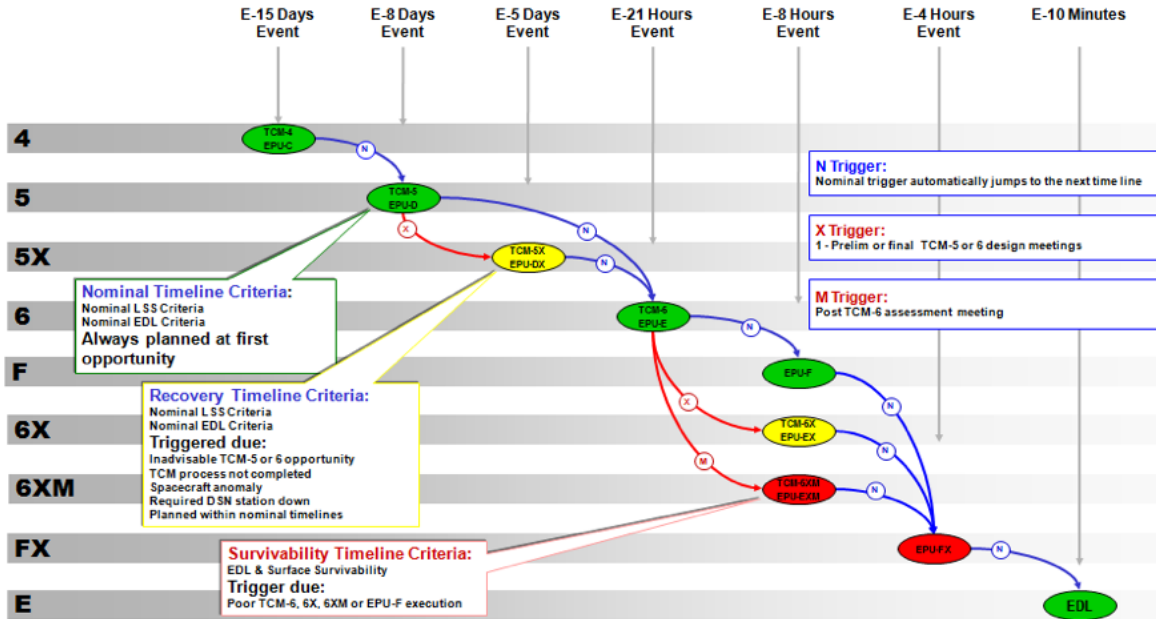 E-15 Days
Event
E-8 Days
Event
E-5 Days
Event
E-21 Hours
Event
E-8 Hours
Event
E-4 Hours
Event
E-10 Minutes
4
TCM-4
EPU-C
N
N Trigger:
Nominal trigger automatically jumps to the next time line
5
TCM-5
EPU-D
X
N
X Trigger:
1 - Prelim or final TCM-5 or 6 design meetings
5X
TCM-5X
EPU-DX
N
M Trigger:
Post TCM-6 assessment meeting
Nominal Timeline Criteria:
Nominal LSS Criteria
Nominal EDL Criteria
Always planned at first
opportunity
6
TCM-6
EPU-E
N
F
EPU-F
N
Recovery Timeline Criteria:
Nominal LSS Criteria
Nominal EDL Criteria
Triggered due:
Inadvisable TCM-5 or 6 opportunity
TCM process not completed
Spacecraft anomaly
Required DSN station down
Planned within nominal timelines
6X
X
TCM-6X
EPU-EX
N
6XM
M
TCM-6XM
EPU-EXM
N
FX
EPU-FX
N
Survivability Timeline Criteria:
EDL & Surface Survivability
Trigger due:
Poor TCM-6, 6X, 6XM or EPU-F execution
E
EDL